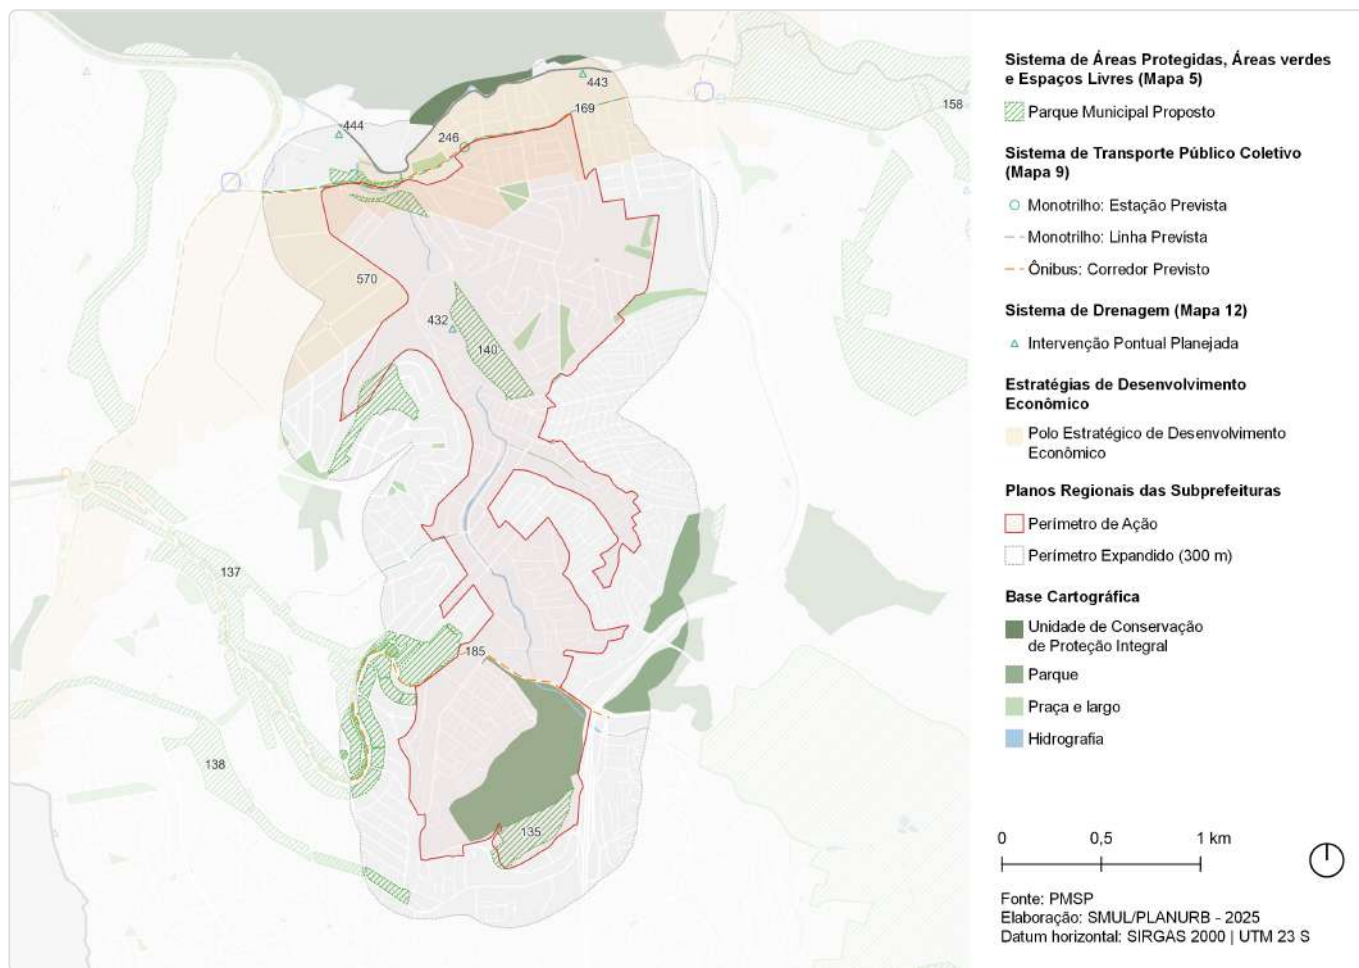 443
169
158
444
246
570
432
140
137
185
138
135
Sistema de Áreas Protegidas, Áreas verdes
e Espaços Livres (Mapa 5)
Parque Municipal Proposto
Sistema de Transporte Público Coletivo
(Mapa 9)
Monotrilho: Estação Prevista
Monotrilho: Linha Prevista
Ônibus: Corredor Previsto
Sistema de Drenagem (Mapa 12)
Intervenção Pontual Planejada
Estratégias de Desenvolvimento
Econômico
Polo Estratégico de Desenvolvimento
Econômico
Planos Regionais das Subprefeituras
Perímetro de Ação
Perímetro Expandido (300 m)
Base Cartográfica
Unidade de Conservação
de Proteção Integral
Parque
Praça e largo
Hidrografia
0 0,5 1 km
Fonte: PMSP
Elaboração: SMUL/PLANURB - 2025
Datum horizontal: SIRGAS 2000 | UTM 23 S